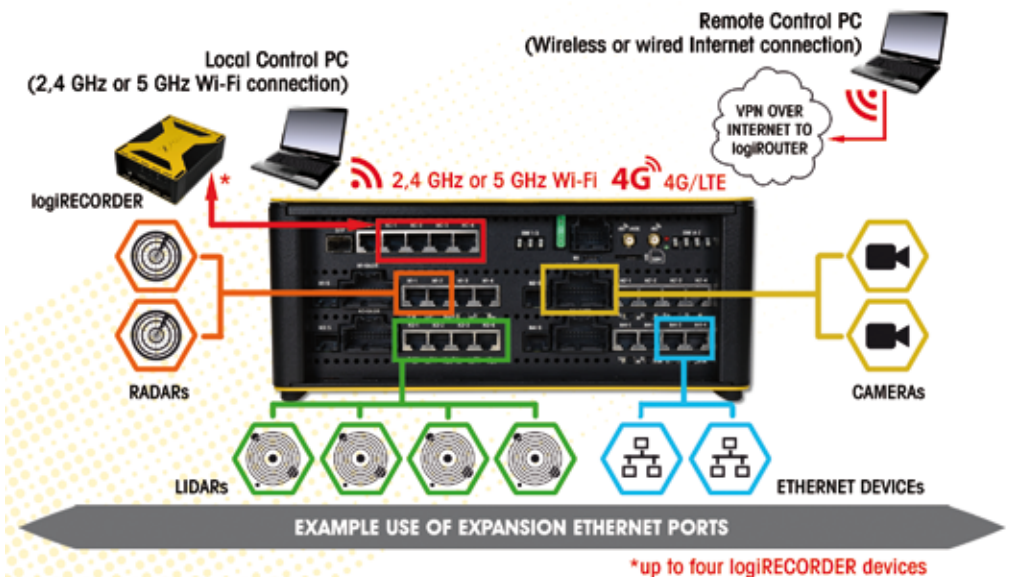 Remote Control PC
(Wireless or wired Internet connection)
Local Control PC
(2,4 GHz or 5 GHz Wi-Fi connection)
VPN OVER
INTERNET TO
logiROUTER
*
logiRECORDER
2,4 GHz or 5 GHz Wi-Fi
4G
4G/LTE
RADARs
CAMERAs
LIDARs
ETHERNET DEVICEs
EXAMPLE USE OF EXPANSION ETHERNET PORTS
*up to four logiRECORDER devices